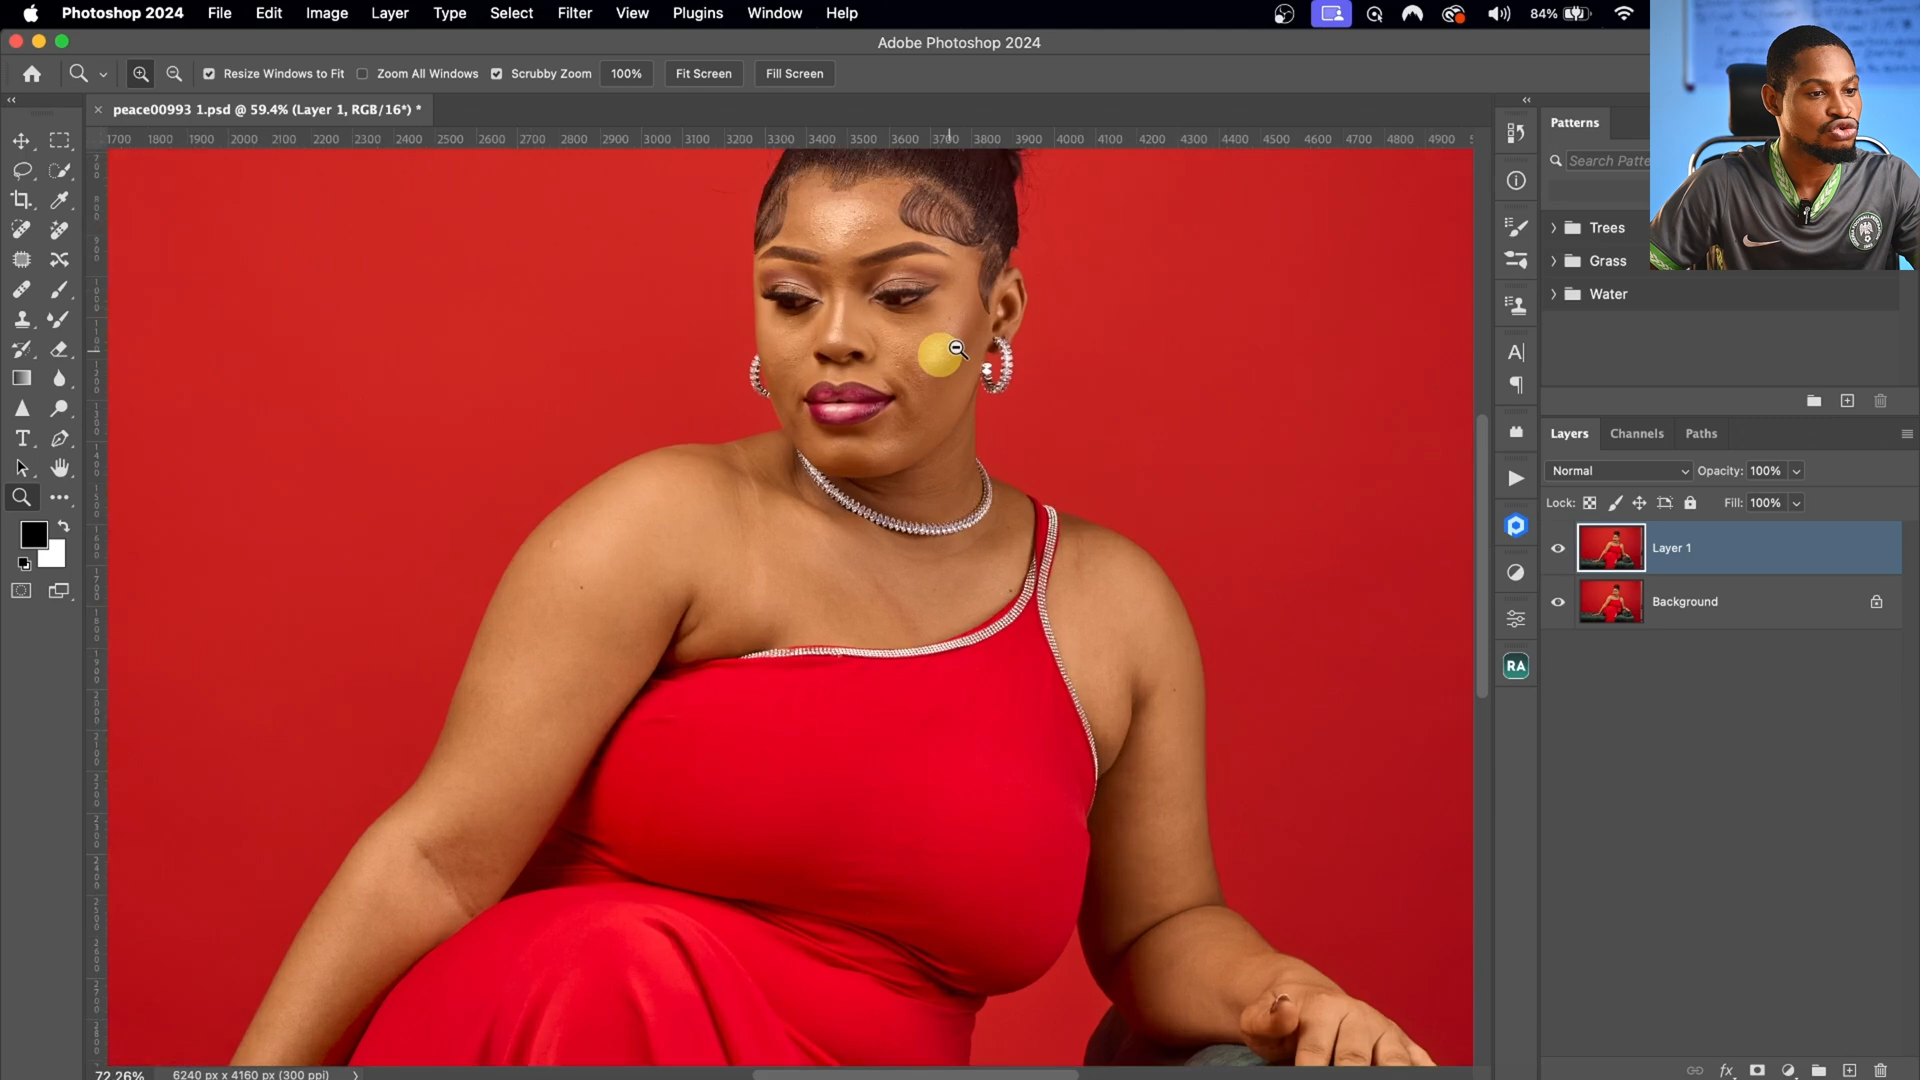 Photoshop 2024 File Edit Image Layer Type Select Filter View Plugins Window Help 84%
Adobe Photoshop 2024
Resize Windows to Fit Zoom All Windows Scrubby Zoom 100% Fit Screen Fill Screen
peace00993 1.psd @ 59.4% (Layer 1, RGB/16*) *
1700 1800 1900 2000 2100 2200 2300 2400 2500 2600 2700 2800 2900 3000 3100 3200 3300 3400 3500 3600 3700 3800 3900 4000 4100 4200 4300 4400 4500 4600 4700 4800 4900
Patterns
Search Patte
Trees
Grass
Water
Layers Channels Paths
Normal Opacity: 100%
Lock: Fill: 100%
Layer 1
Background
RA
72.26% 6240 px x 4160 px (300 ppi)